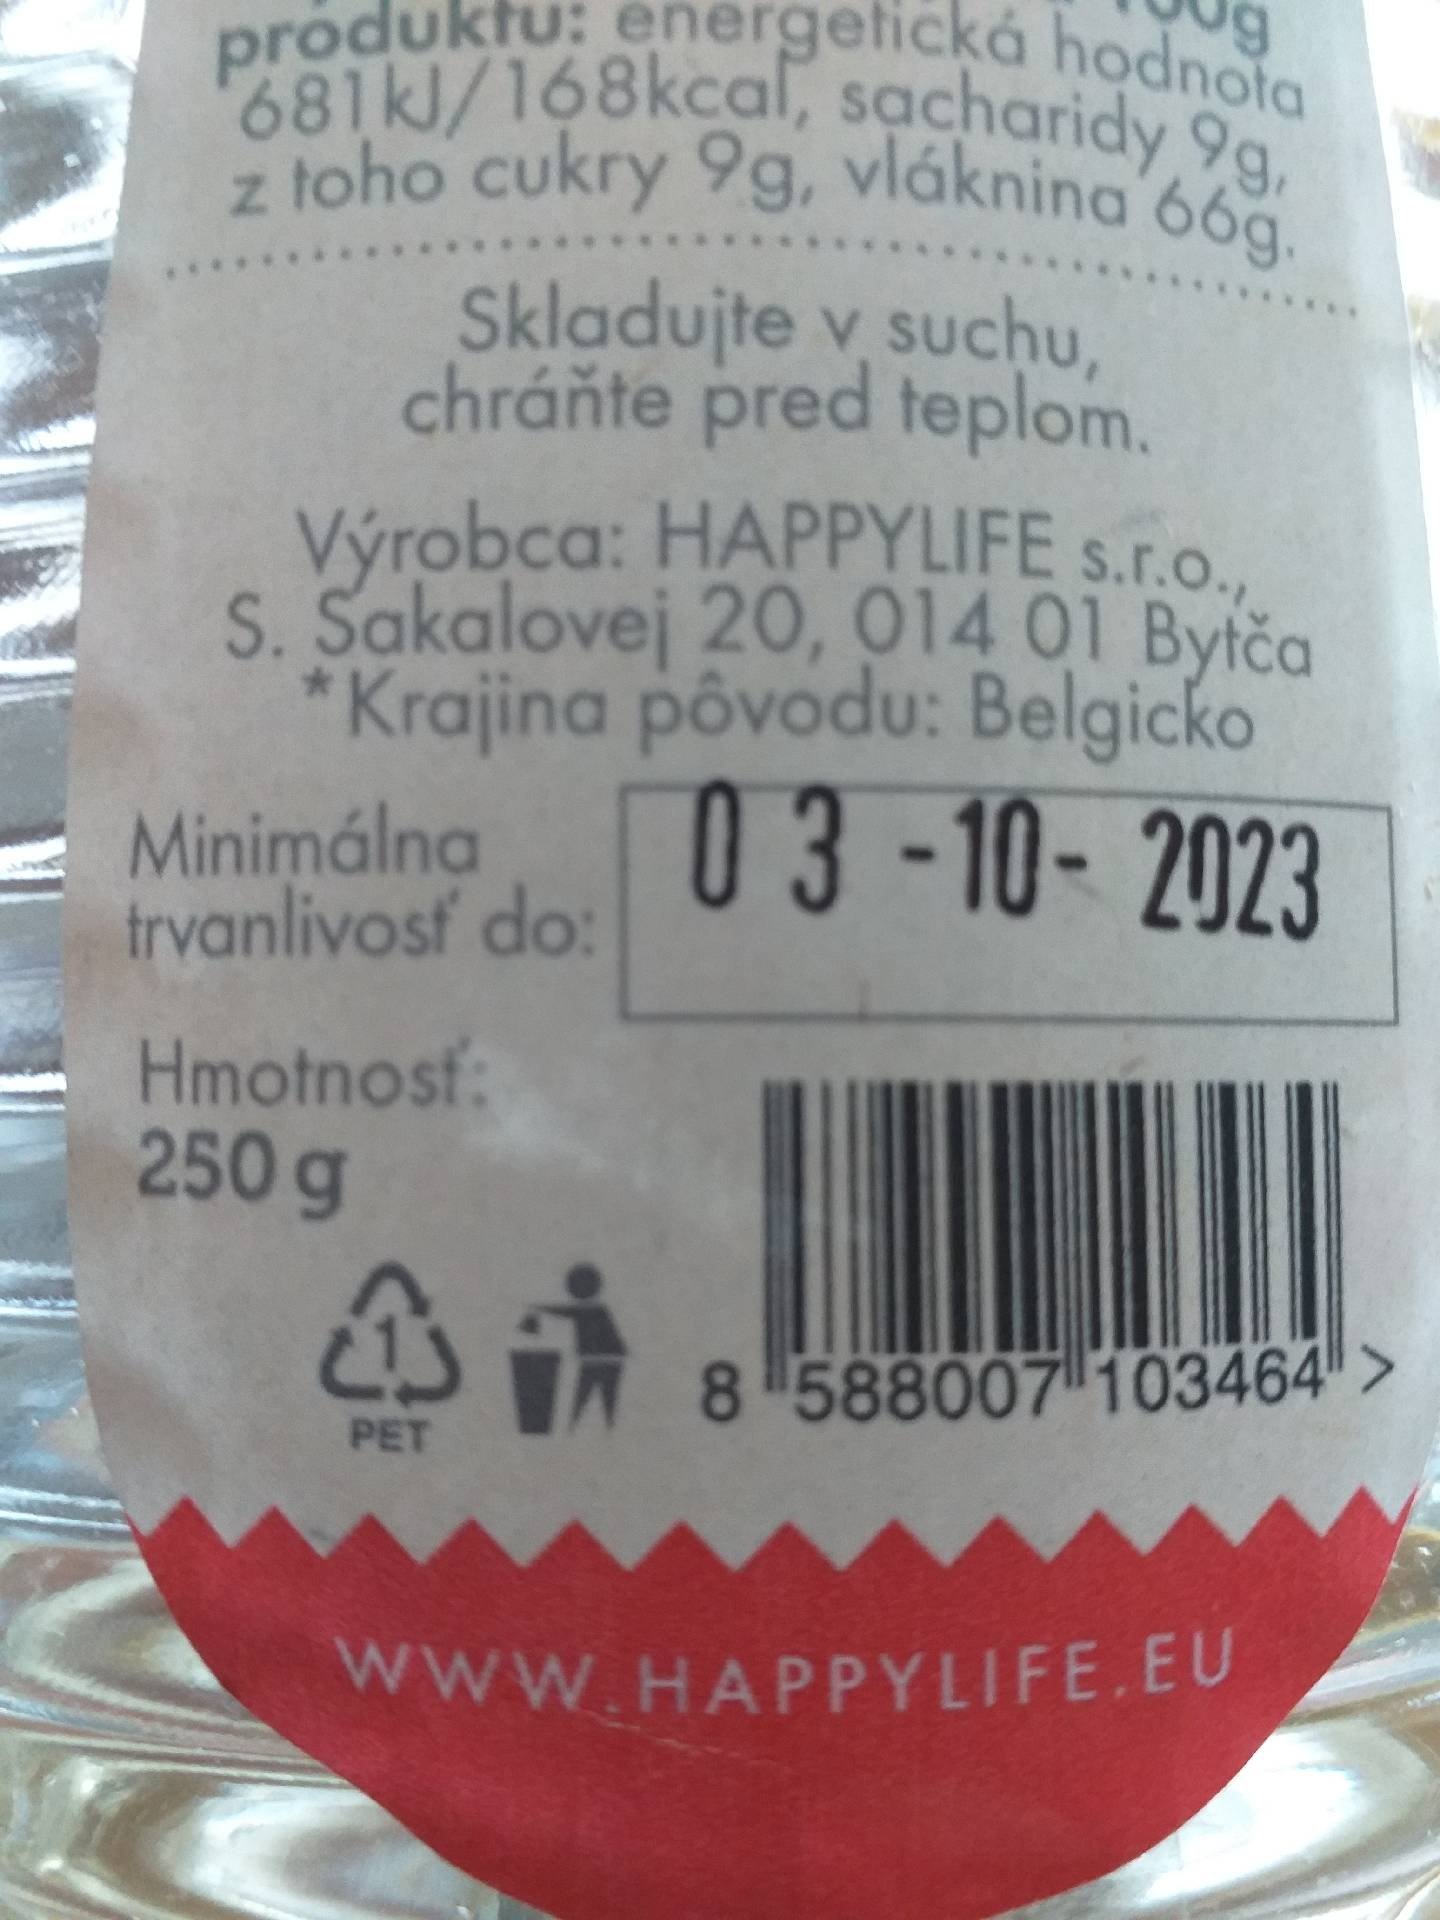 100g
produktu: energetická hodnota
681kJ/168kcal, sacharidy 9g,
z toho cukry 9g, vláknina 66g.
Skladujte v suchu,
chráňte pred teplom.
Výrobca: HAPPYLIFE s.r.o.,
S. Sakalovej 20, 014 01 Bytča
*Krajina pôvodu: Belgicko
Minimálna
trvanlivosť do:
03-10-2023
Hmotnosť:
250 g
1
PET
8 588007 103464 >
WWW.HAPPYLIFE.EU